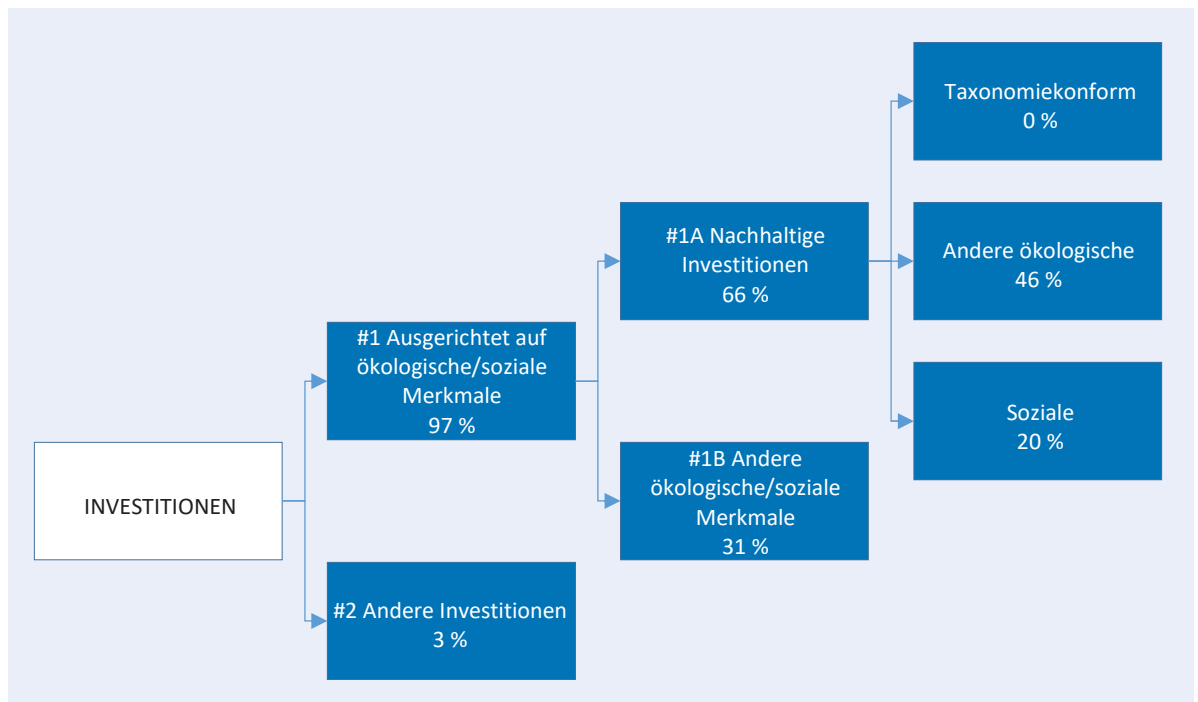 INVESTITIONEN
#1 Ausgerichtet auf
ökologische/soziale
Merkmale
97 %
#2 Andere Investitionen
3 %
#1A Nachhaltige
Investitionen
66 %
#1B Andere
ökologische/soziale
Merkmale
31 %
Taxonomiekonform
0 %
Andere ökologische
46 %
Soziale
20 %